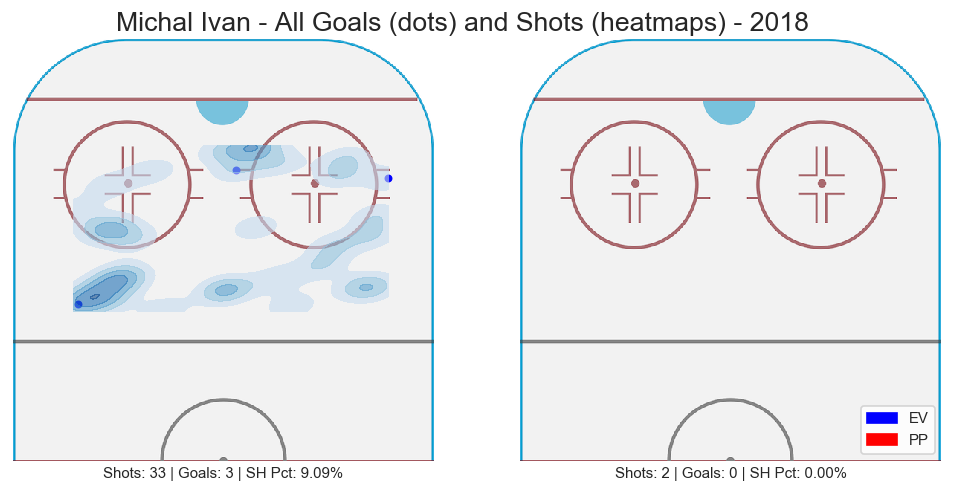 Michal Ivan - All Goals (dots) and Shots (heatmaps) - 2018
EV
PP
Shots: 33 | Goals: 3 | SH Pct: 9.09%
Shots: 2 | Goals: 0 | SH Pct: 0.00%